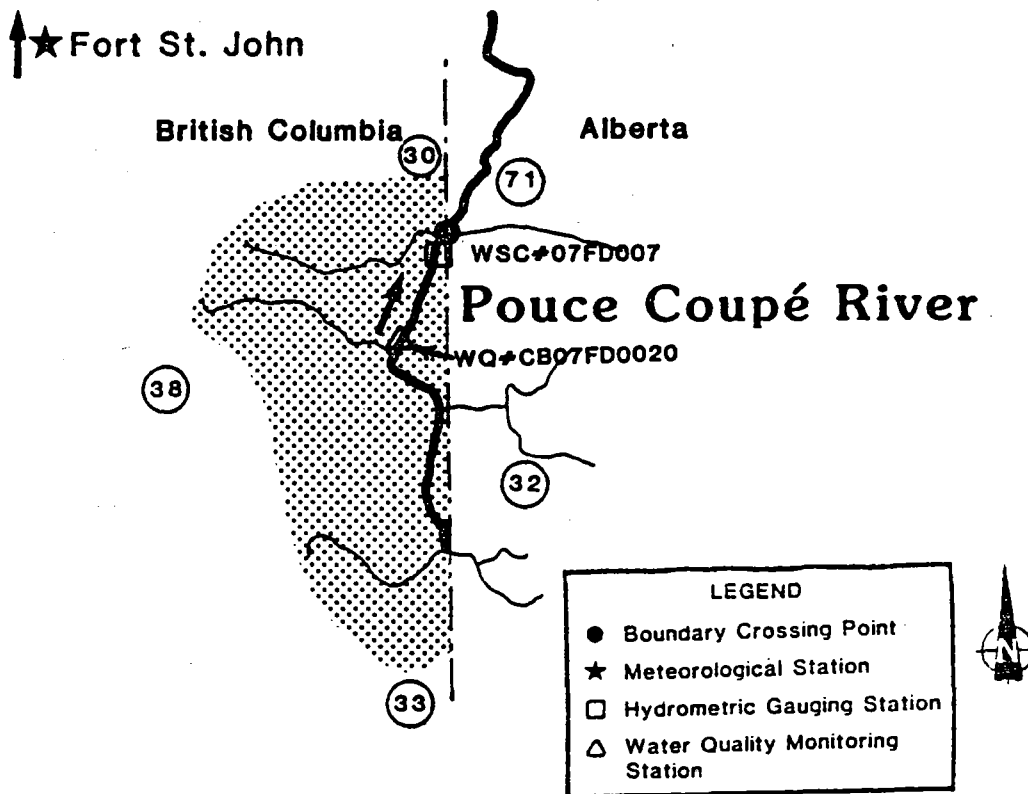 Fort St. John
British Columbia
Alberta
30
71
WSC#07FD007
Pouce Coupé River
WQ#CB07FD0020
38
32
33
LEGEND
Boundary Crossing Point
Meteorological Station
Hydrometric Gauging Station
Water Quality Monitoring
Station
N